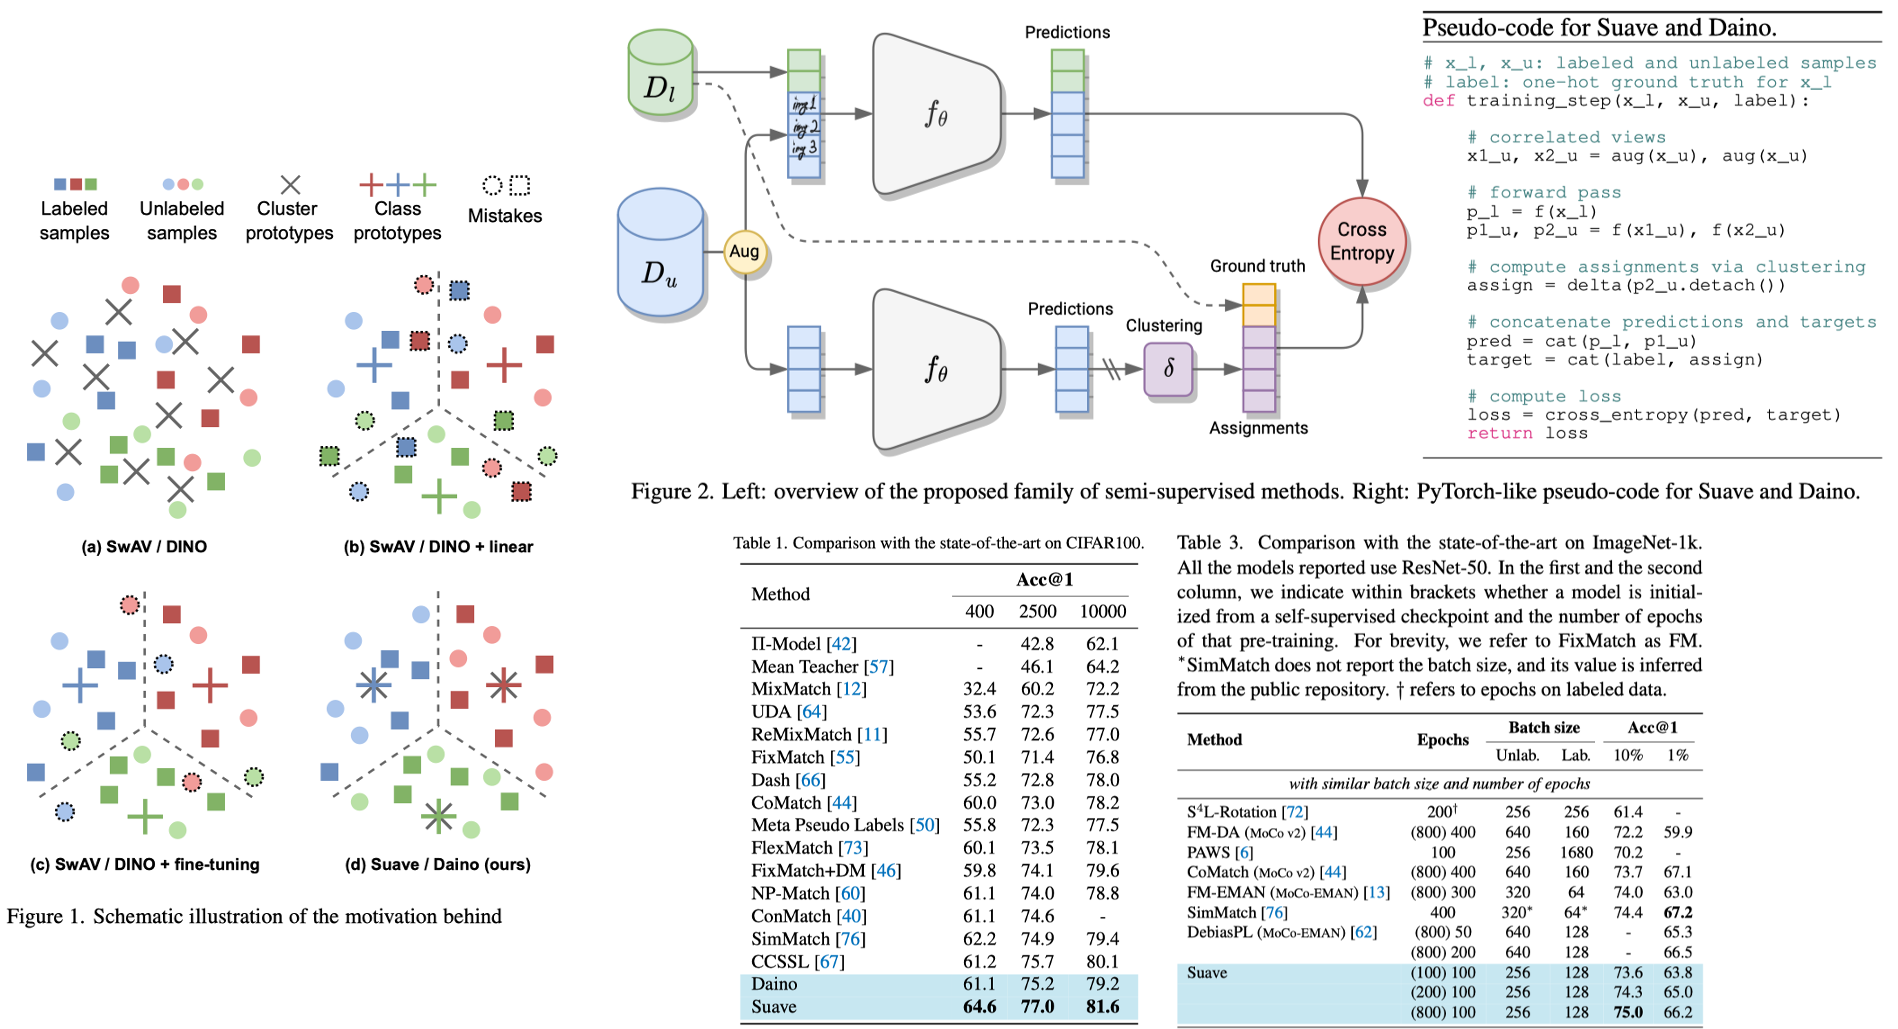 Labeled samples
Unlabeled samples
Cluster prototypes
Class prototypes
Mistakes
(a) SwAV / DINO
(b) SwAV / DINO + linear
(c) SwAV / DINO + fine-tuning
(d) Suave / Daino (ours)
Figure 1. Schematic illustration of the motivation behind
D_l
D_u
Aug
img 1
img 2
img 3
f_θ
Predictions
f_θ
Predictions
Clustering
δ
Ground truth
Assignments
Cross Entropy
Pseudo-code for Suave and Daino.
# x_l, x_u: labeled and unlabeled samples
# label: one-hot ground truth for x_l
def training_step(x_l, x_u, label):
# correlated views
x1_u, x2_u = aug(x_u), aug(x_u)
# forward pass
p_l = f(x_l)
p1_u, p2_u = f(x1_u), f(x2_u)
# compute assignments via clustering
assign = delta(p2_u.detach())
# concatenate predictions and targets
pred = cat(p_l, p1_u)
target = cat(label, assign)
# compute loss
loss = cross_entropy(pred, target)
return loss
Figure 2. Left: overview of the proposed family of semi-supervised methods. Right: PyTorch-like pseudo-code for Suave and Daino.
Table 1. Comparison with the state-of-the-art on CIFAR100.
Method Acc@1
400 2500 10000
Π-Model [42] - 42.8 62.1
Mean Teacher [57] - 46.1 64.2
MixMatch [12] 32.4 60.2 72.2
UDA [64] 53.6 72.3 77.5
ReMixMatch [11] 55.7 72.6 77.0
FixMatch [55] 50.1 71.4 76.8
Dash [66] 55.2 72.8 78.0
CoMatch [44] 60.0 73.0 78.2
Meta Pseudo Labels [50] 55.8 72.3 77.5
FlexMatch [73] 60.1 73.5 78.1
FixMatch+DM [46] 59.8 74.1 79.6
NP-Match [60] 61.1 74.0 78.8
ConMatch [40] 61.1 74.6 -
SimMatch [76] 62.2 74.9 79.4
CCSSL [67] 61.2 75.7 80.1
Daino 61.1 75.2 79.2
Suave 64.6 77.0 81.6
Table 3. Comparison with the state-of-the-art on ImageNet-1k.
All the models reported use ResNet-50. In the first and the second
column, we indicate within brackets whether a model is initial-
ized from a self-supervised checkpoint and the number of epochs
of that pre-training. For brevity, we refer to FixMatch as FM.
*SimMatch does not report the batch size, and its value is inferred
from the public repository. † refers to epochs on labeled data.
Method Epochs Batch size Acc@1
Unlab. Lab. 10% 1%
with similar batch size and number of epochs
S⁴L-Rotation [72] 200† 256 256 61.4 -
FM-DA (MoCo v2) [44] (800) 400 640 160 72.2 59.9
PAWS [6] 100 256 1680 70.2 -
CoMatch (MoCo v2) [44] (800) 400 640 160 73.7 67.1
FM-EMAN (MoCo-EMAN) [13] (800) 300 320 64 74.0 63.0
SimMatch [76] 400 320* 64* 74.4 67.2
DebiasPL (MoCo-EMAN) [62] (800) 50 640 128 - 65.3
(800) 200 640 128 - 66.5
Suave (100) 100 256 128 73.6 63.8
(200) 100 256 128 74.3 65.0
(800) 100 256 128 75.0 66.2